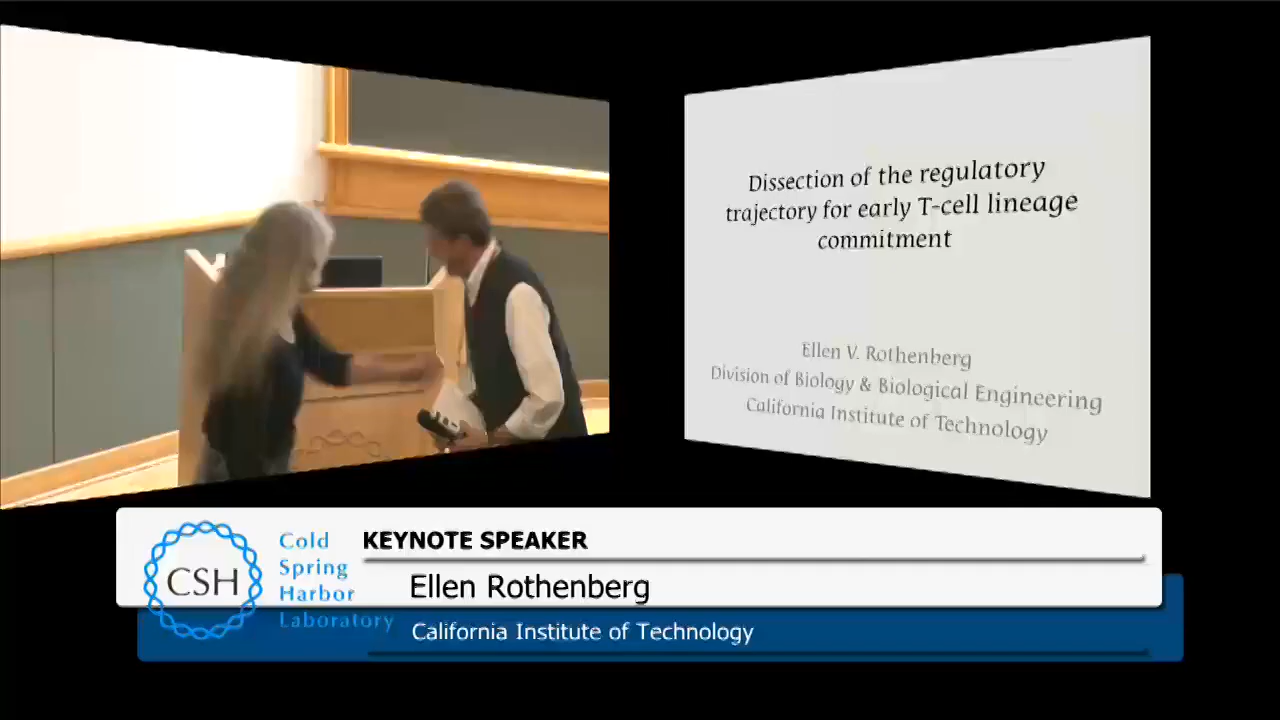 Dissection of the regulatory
trajectory for early T-cell lineage
commitment
Ellen V. Rothenberg
Division of Biology & Biological Engineering
California Institute of Technology
CSH
Cold
Spring
Harbor
Laboratory
KEYNOTE SPEAKER
Ellen Rothenberg
California Institute of Technology